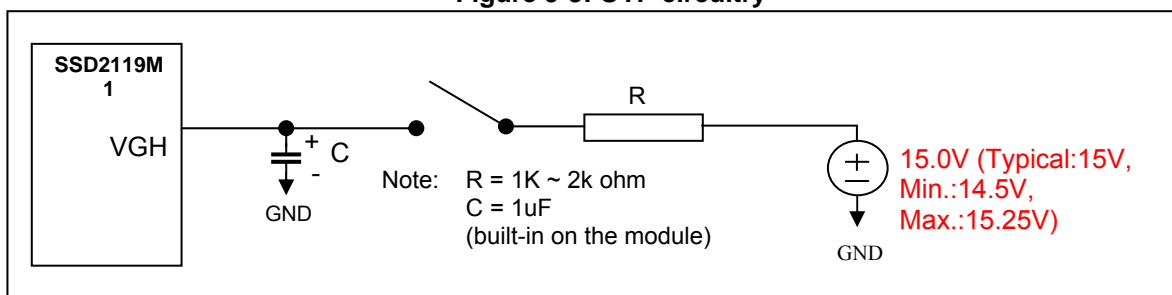 SSD2119M
1
VGH
+
C
-
GND
R
Note: R = 1K ~ 2k ohm
C = 1uF
(built-in on the module)
15.0V (Typical:15V,
Min.:14.5V,
Max.:15.25V)
GND